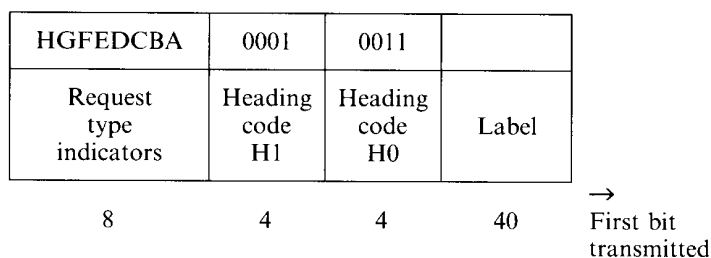 HGFEDCBA 0001 0011
Request type indicators
Heading code H1
Heading code H0
Label
8 4 4 40
→
First bit transmitted